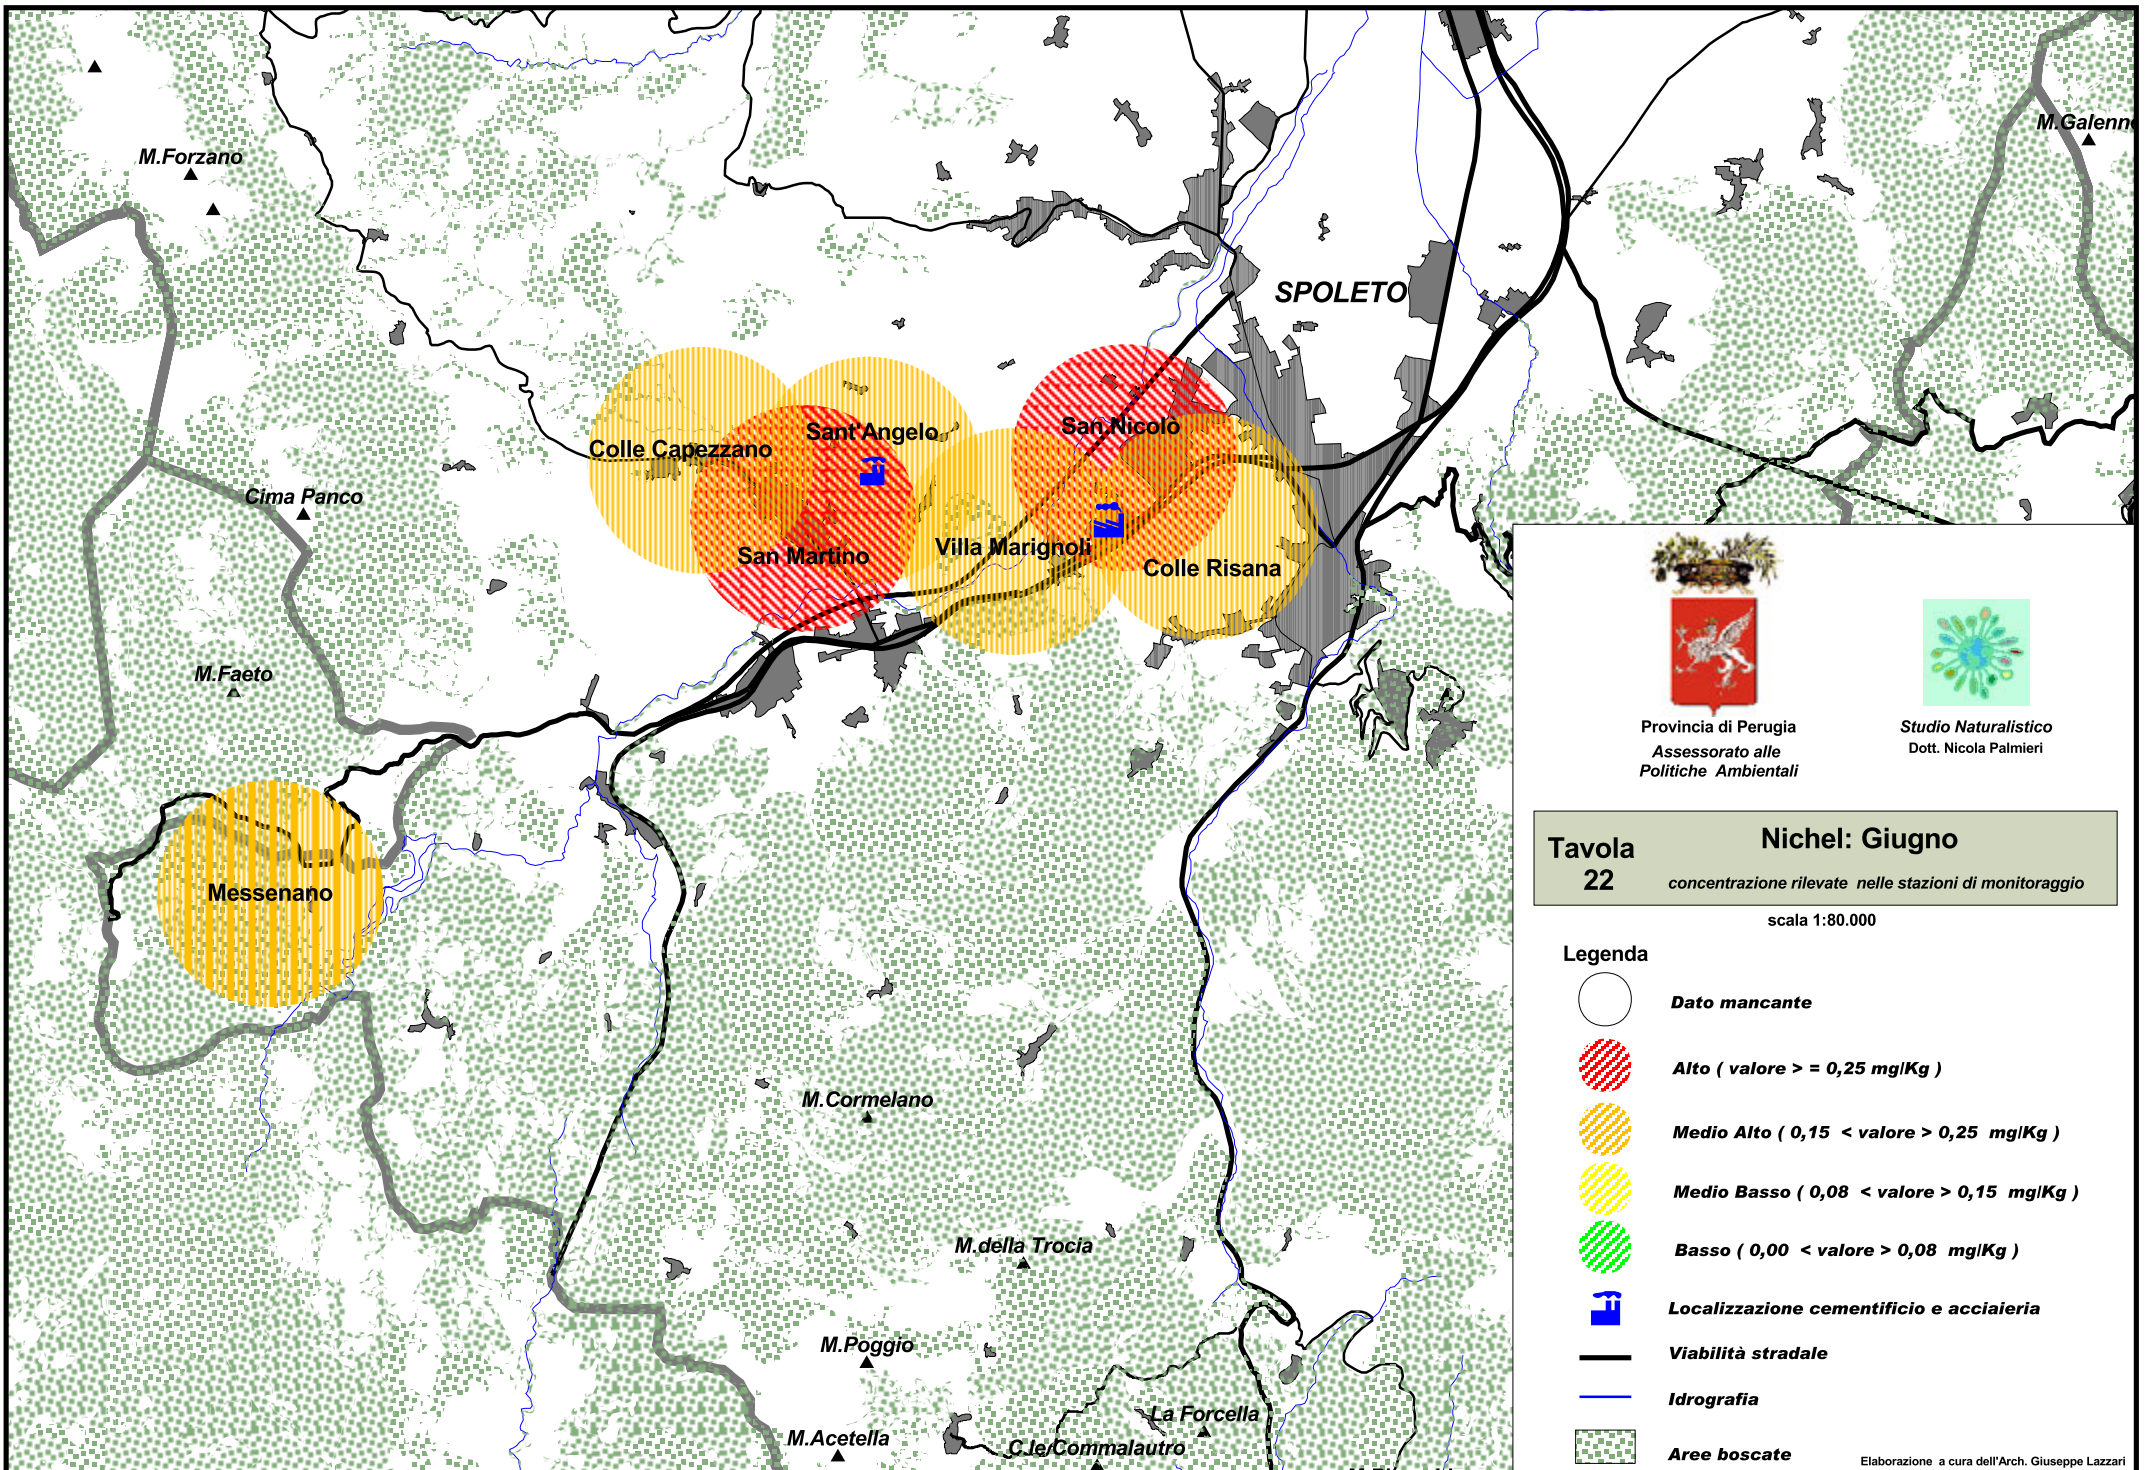 M.Galenne
M.Forzano
SPOLETO
San Nicolò
Sant'Angelo
Colle Capezzano
Cima Panco
Villa Marignoli
San Martino
Colle Risana
M.Faeto
Messenano
M.Cormelano
M.della Trocia
M.Poggio
La Forcella
M.Acetella
C.le Commalautro
Provincia di Perugia
Assessorato alle
Politiche Ambientali
Studio Naturalistico
Dott. Nicola Palmieri
Tavola
22
Nichel: Giugno
concentrazione rilevate nelle stazioni di monitoraggio
scala 1:80.000
Legenda
Dato mancante
Alto ( valore > = 0,25 mg/Kg )
Medio Alto ( 0,15 < valore > 0,25 mg/Kg )
Medio Basso ( 0,08 < valore > 0,15 mg/Kg )
Basso ( 0,00 < valore > 0,08 mg/Kg )
Localizzazione cementificio e acciaieria
Viabilità stradale
Idrografia
Aree boscate
Elaborazione a cura dell'Arch. Giuseppe Lazzari